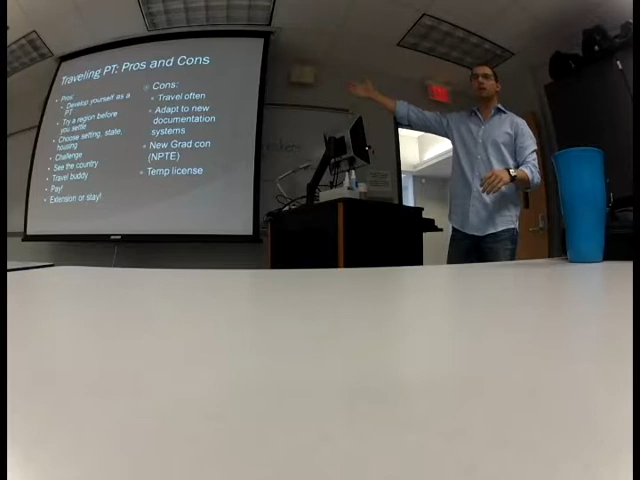 Traveling PT: Pros and Cons
Pros:
Develop yourself as a
PT
Try a region before
you settle
Choose setting, state,
housing
Challenge
See the country
Travel buddy
Pay!
Extension or stay!
Cons:
Travel often
Adapt to new
documentation
systems
New Grad con
(NPTE)
Temp license
EXIT